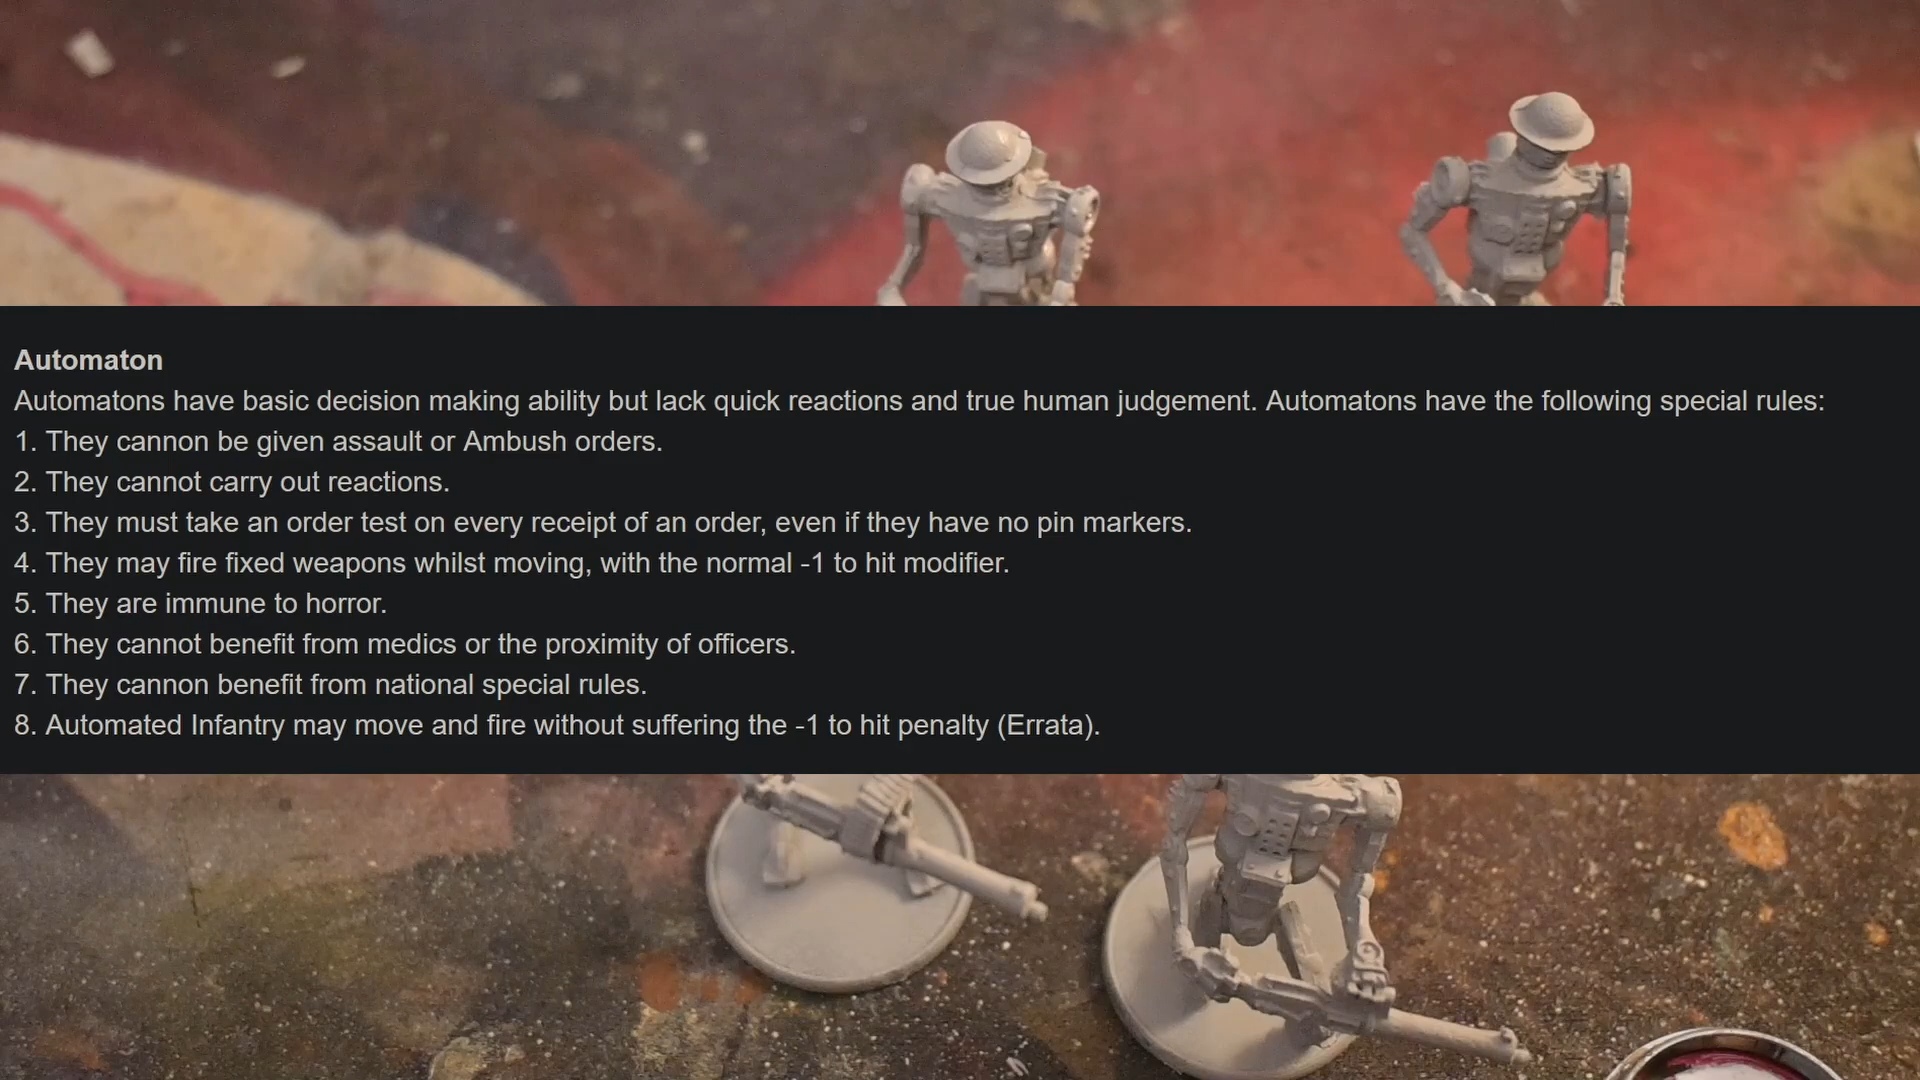 Automaton
Automatons have basic decision making ability but lack quick reactions and true human judgement. Automatons have the following special rules:
1. They cannon be given assault or Ambush orders.
2. They cannot carry out reactions.
3. They must take an order test on every receipt of an order, even if they have no pin markers.
4. They may fire fixed weapons whilst moving, with the normal -1 to hit modifier.
5. They are immune to horror.
6. They cannot benefit from medics or the proximity of officers.
7. They cannon benefit from national special rules.
8. Automated Infantry may move and fire without suffering the -1 to hit penalty (Errata).